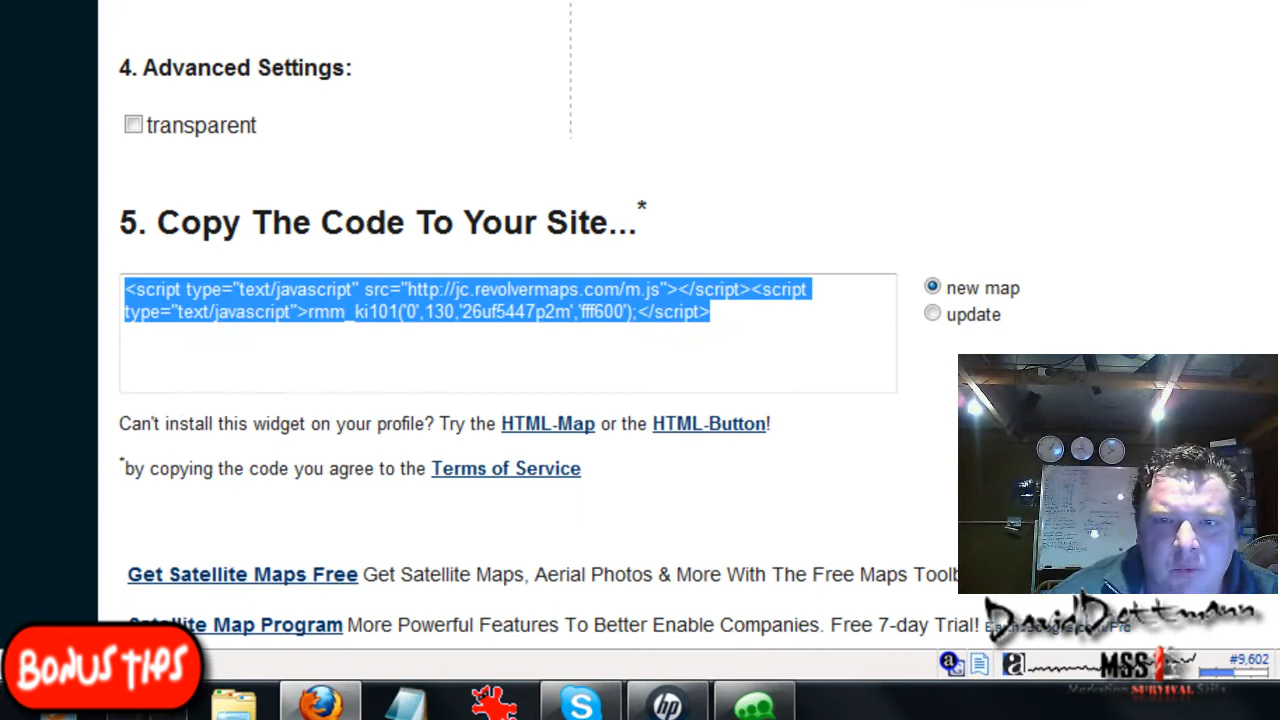 4. Advanced Settings:
transparent
5. Copy The Code To Your Site...*
<script type="text/javascript" src="http://jc.revolvermaps.com/m.js"></script><script
type="text/javascript">rmm_ki101('0',130,'26uf5447p2m','fff600');</script>
new map
update
Can't install this widget on your profile? Try the HTML-Map or the HTML-Button!
*by copying the code you agree to the Terms of Service
Get Satellite Maps Free Get Satellite Maps, Aerial Photos & More With The Free Maps Toolb
Satellite Map Program More Powerful Features To Better Enable Companies. Free 7-day Trial!
David Dettmann
BONUS TIPS
MSS
#9,602
Marketing SURVIVAL
hp